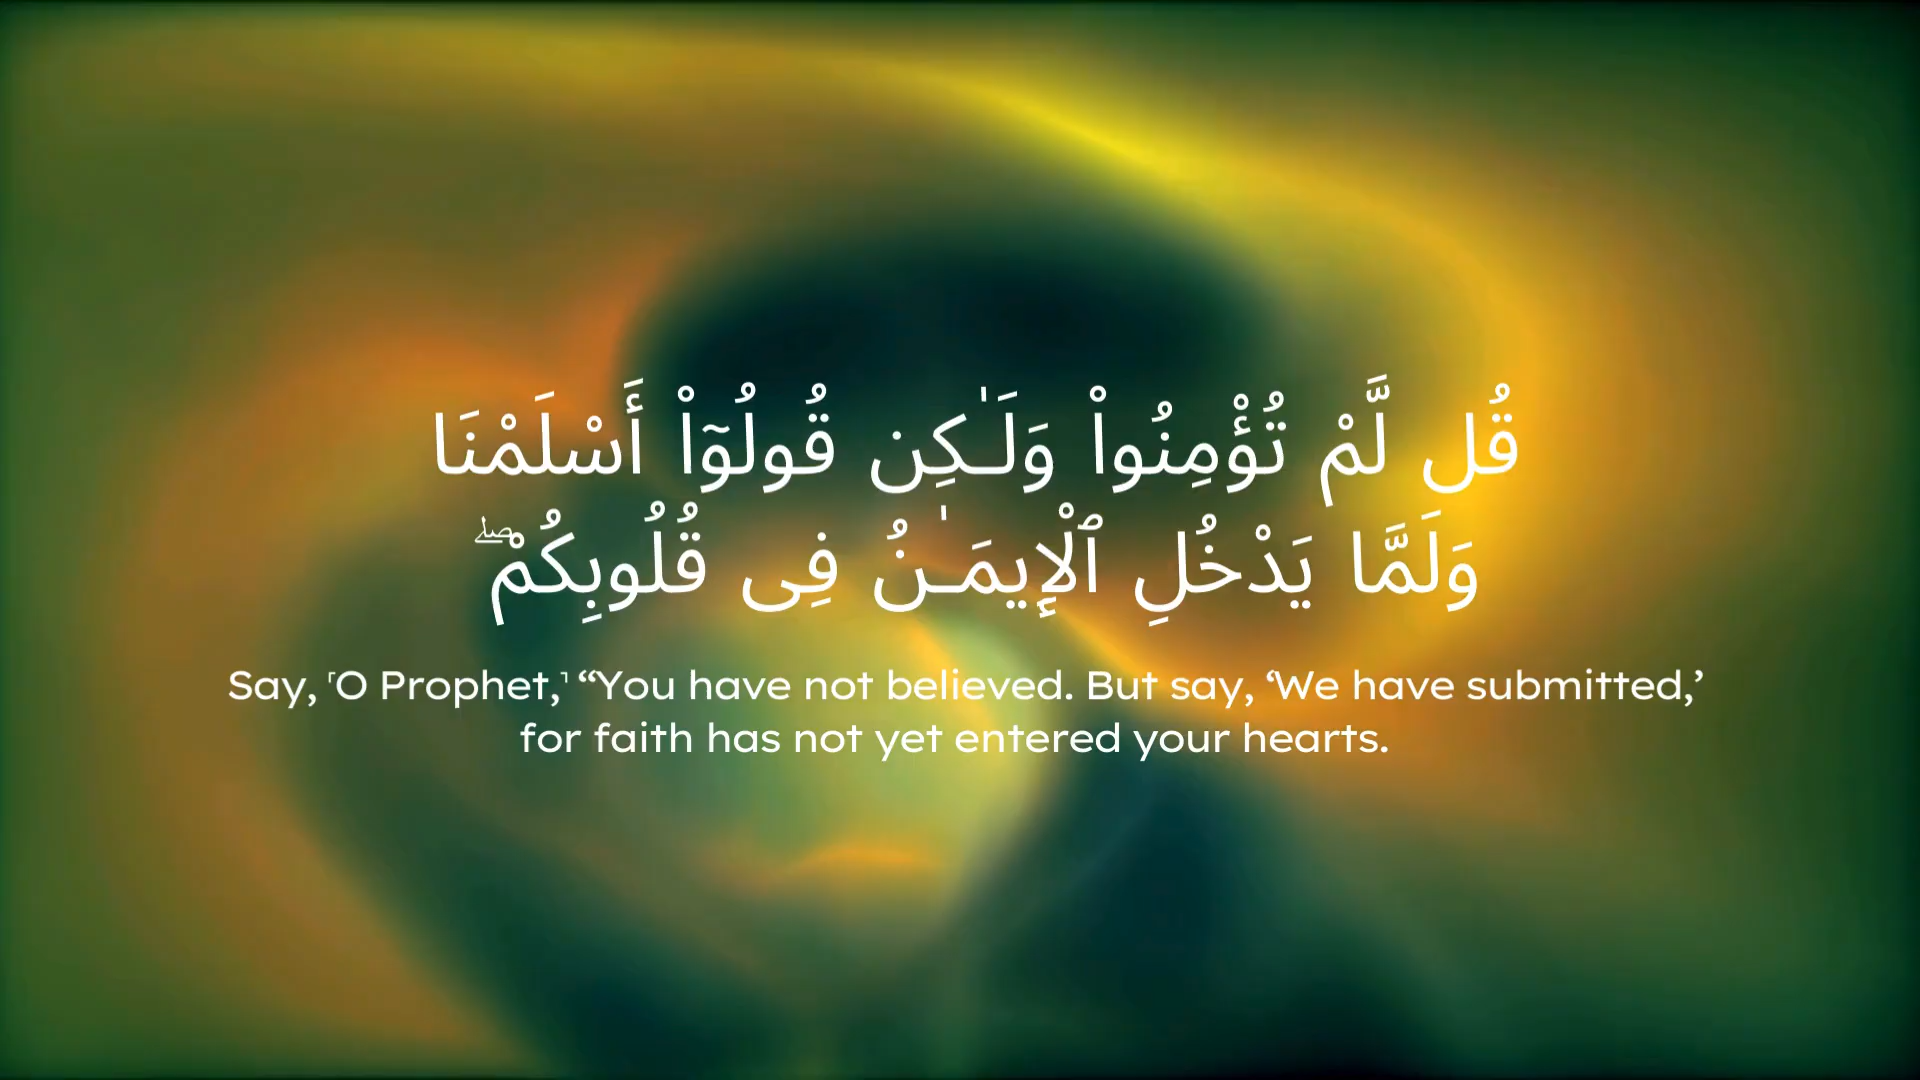 قُل لَّمْ تُؤْمِنُوا۟ وَلَـٰكِن قُولُوٓا۟ أَسْلَمْنَا
وَلَمَّا يَدْخُلِ ٱلْإِيمَـٰنُ فِى قُلُوبِكُمْ ۖ
Say, ˹O Prophet,˺ “You have not believed. But say, ‘We have submitted,’
for faith has not yet entered your hearts.